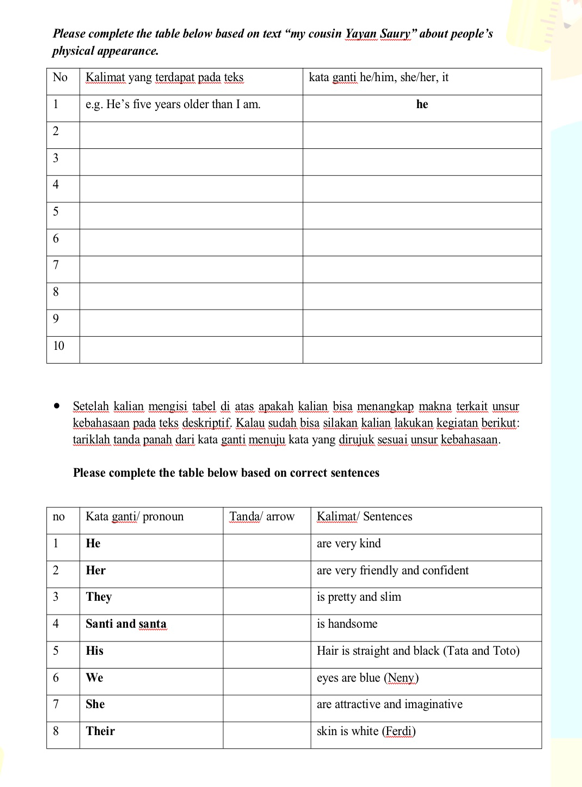 Please complete the table below based on text “my cousin Yayan Saury” about people’s
physical appearance.
No Kalimat yang terdapat pada teks kata ganti he/him, she/her, it
1 e.g. He’s five years older than I am. he
2
3
4
5
6
7
8
9
10
• Setelah kalian mengisi tabel di atas apakah kalian bisa menangkap makna terkait unsur
kebahasaan pada teks deskriptif. Kalau sudah bisa silakan kalian lakukan kegiatan berikut:
tariklah tanda panah dari kata ganti menuju kata yang dirujuk sesuai unsur kebahasaan.
Please complete the table below based on correct sentences
no Kata ganti/ pronoun Tanda/ arrow Kalimat/ Sentences
1 He are very kind
2 Her are very friendly and confident
3 They is pretty and slim
4 Santi and santa is handsome
5 His Hair is straight and black (Tata and Toto)
6 We eyes are blue (Neny)
7 She are attractive and imaginative
8 Their skin is white (Ferdi)